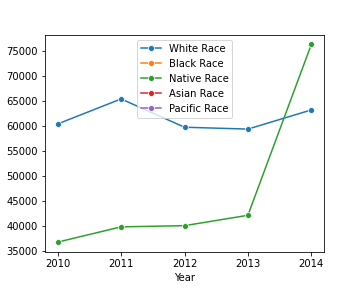 75000
70000
65000
60000
55000
50000
45000
40000
35000
White Race
Black Race
Native Race
Asian Race
Pacific Race
2010 2011 2012 2013 2014
Year